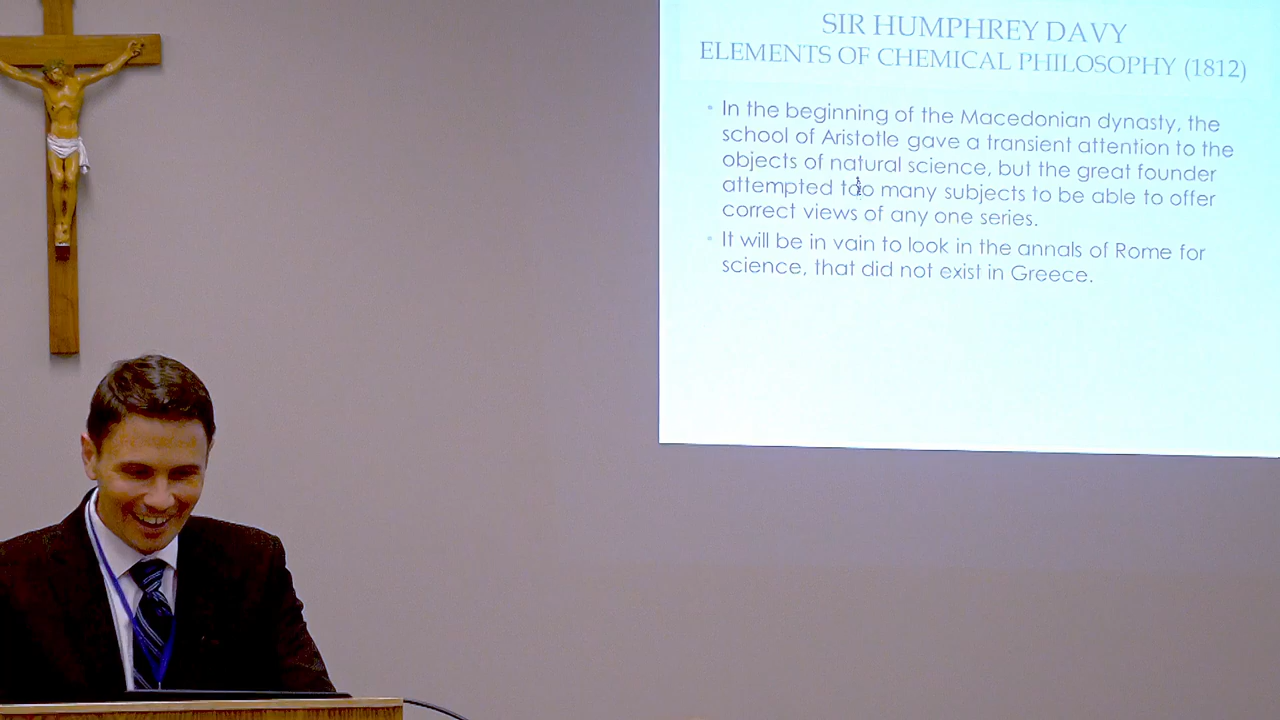 SIR HUMPHREY DAVY
ELEMENTS OF CHEMICAL PHILOSOPHY (1812)
• In the beginning of the Macedonian dynasty, the
school of Aristotle gave a transient attention to the
objects of natural science, but the great founder
attempted too many subjects to be able to offer
correct views of any one series.
• It will be in vain to look in the annals of Rome for
science, that did not exist in Greece.